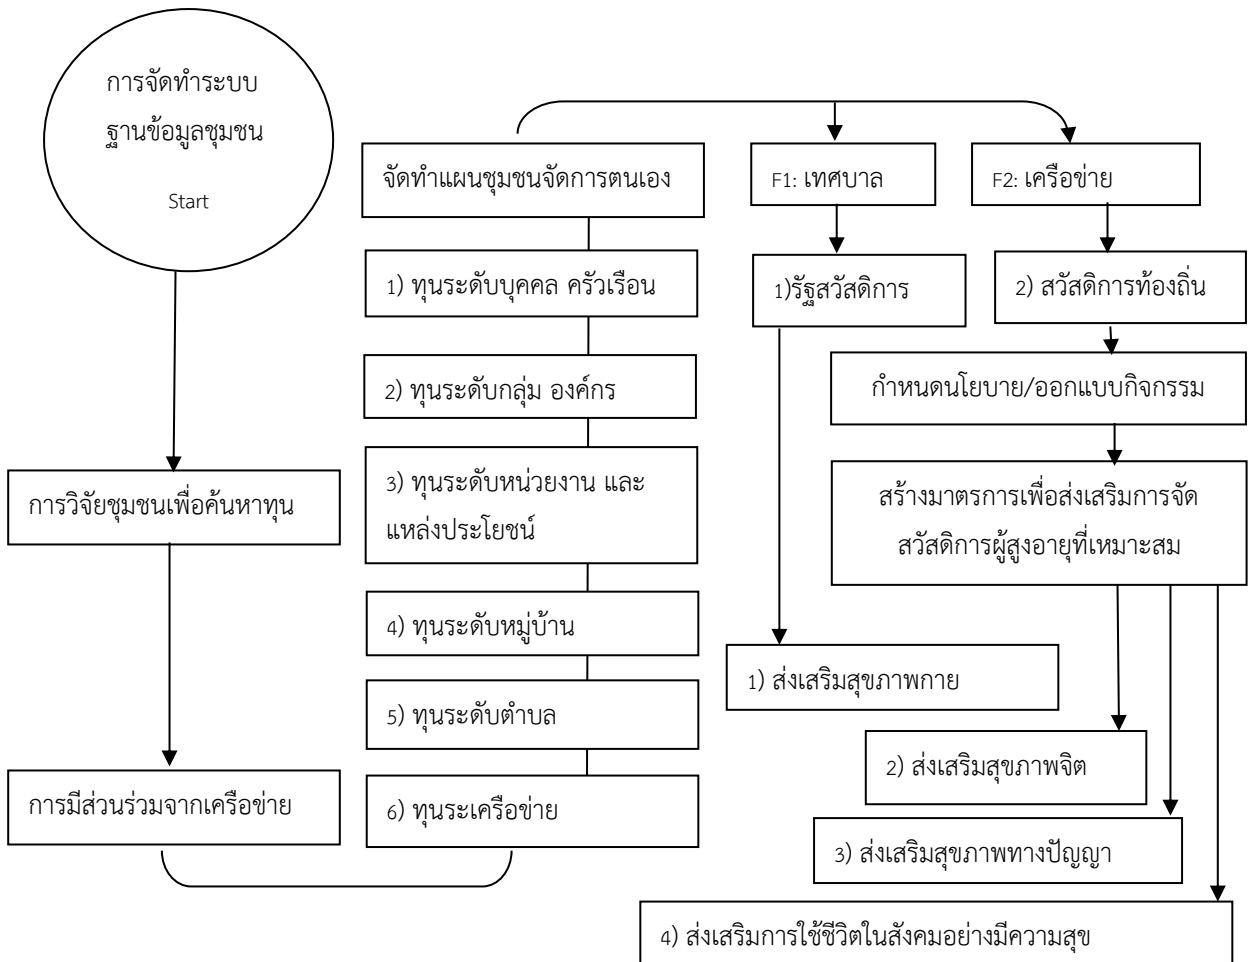 การจัดทำระบบ
ฐานข้อมูลชุมชน
Start
การวิจัยชุมชนเพื่อค้นหาทุน
การมีส่วนร่วมจากเครือข่าย
จัดทำแผนชุมชนจัดการตนเอง
1) ทุนระดับบุคคล ครัวเรือน
2) ทุนระดับกลุ่ม องค์กร
3) ทุนระดับหน่วยงาน และ
แหล่งประโยชน์
4) ทุนระดับหมู่บ้าน
5) ทุนระดับตำบล
6) ทุนระเครือข่าย
F1: เทศบาล
1)รัฐสวัสดิการ
F2: เครือข่าย
2) สวัสดิการท้องถิ่น
กำหนดนโยบาย/ออกแบบกิจกรรม
สร้างมาตรการเพื่อส่งเสริมการจัด
สวัสดิการผู้สูงอายุที่เหมาะสม
1) ส่งเสริมสุขภาพกาย
2) ส่งเสริมสุขภาพจิต
3) ส่งเสริมสุขภาพทางปัญญา
4) ส่งเสริมการใช้ชีวิตในสังคมอย่างมีความสุข